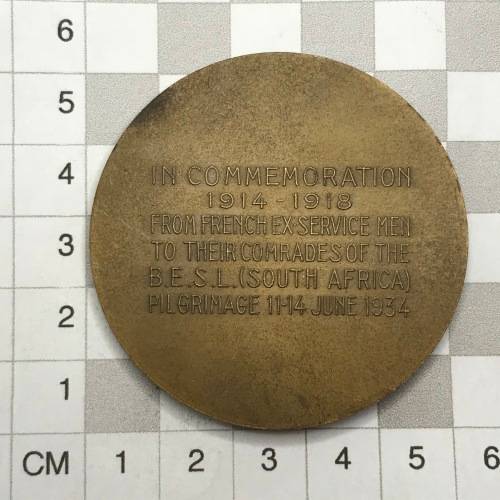 6
5
4
3
2
1
CM 1 2 3 4 5 6
IN COMMEMORATION
1914 - 1918
FROM FRENCH EX-SERVICE MEN
TO THEIR COMRADES OF THE
B.E.S.L. (SOUTH AFRICA)
PILGRIMAGE 11-14 JUNE 1934